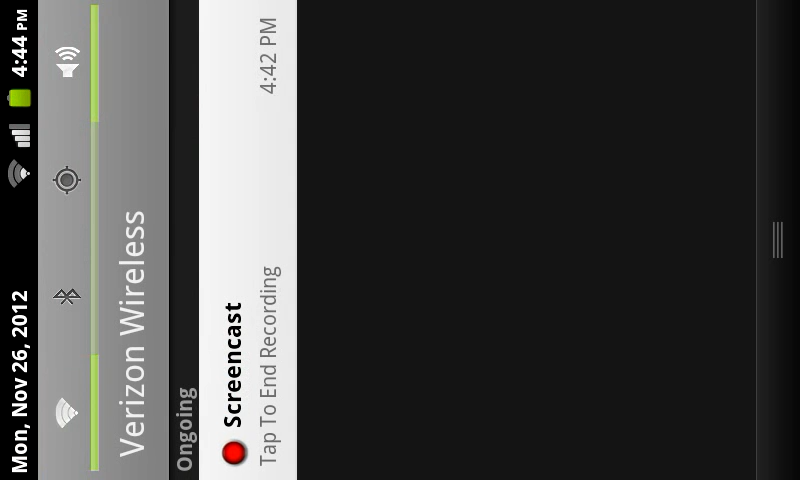 Mon, Nov 26, 2012 4:44 PM
Verizon Wireless
Ongoing
Screencast
Tap To End Recording 4:42 PM